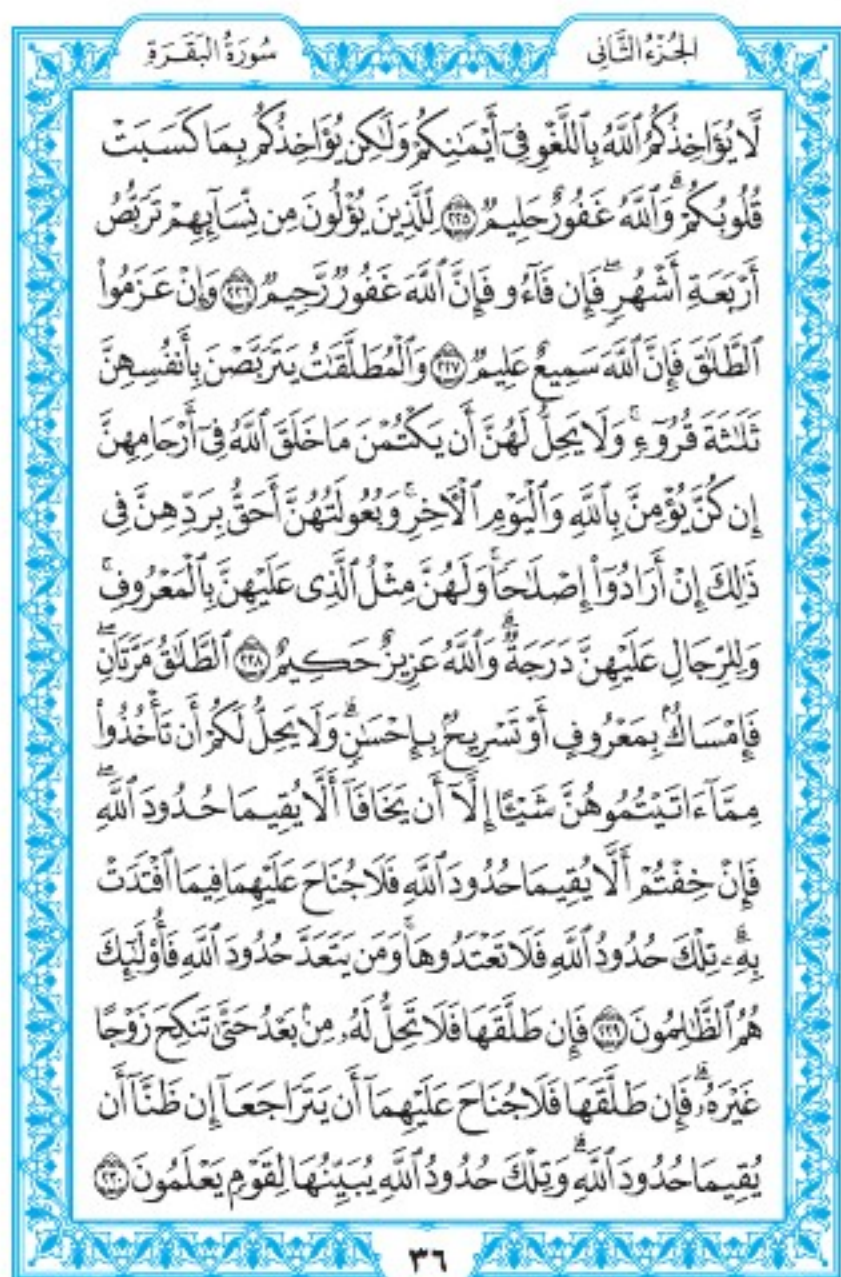 الجُزْءُ الثَّانِى
سُورَةُ البَقَرَةِ
لَّا يُؤَاخِذُكُمُ ٱللَّهُ بِٱللَّغْوِ فِىٓ أَيْمَٰنِكُمْ وَلَٰكِن يُؤَاخِذُكُم بِمَا كَسَبَتْ
قُلُوبُكُمْ ۗ وَٱللَّهُ غَفُورٌ حَلِيمٌ ٢٢٥ لِّلَّذِينَ يُؤْلُونَ مِن نِّسَآئِهِمْ تَرَبُّصُ
أَرْبَعَةِ أَشْهُرٍ ۖ فَإِن فَآءُو فَإِنَّ ٱللَّهَ غَفُورٌ رَّحِيمٌ ٢٢٦ وَإِنْ عَزَمُوا۟
ٱلطَّلَٰقَ فَإِنَّ ٱللَّهَ سَمِيعٌ عَلِيمٌ ٢٢٧ وَٱلْمُطَلَّقَٰتُ يَتَرَبَّصْنَ بِأَنفُسِهِنَّ
ثَلَٰثَةَ قُرُوٓءٍ ۚ وَلَا يَحِلُّ لَهُنَّ أَن يَكْتُمْنَ مَا خَلَقَ ٱللَّهُ فِىٓ أَرْحَامِهِنَّ
إِن كُنَّ يُؤْمِنَّ بِٱللَّهِ وَٱلْيَوْمِ ٱلْءَاخِرِ ۚ وَبُعُولَتُهُنَّ أَحَقُّ بِرَدِّهِنَّ فِى
ذَٰلِكَ إِنْ أَرَادُوٓا۟ إِصْلَٰحًا ۚ وَلَهُنَّ مِثْلُ ٱلَّذِى عَلَيْهِنَّ بِٱلْمَعْرُوفِ ۚ
وَلِلرِّجَالِ عَلَيْهِنَّ دَرَجَةٌ ۗ وَٱللَّهُ عَزِيزٌ حَكِيمٌ ٢٢٨ ٱلطَّلَٰقُ مَرَّتَانِ ۖ
فَإِمْسَاكٌۢ بِمَعْرُوفٍ أَوْ تَسْرِيحٌۢ بِإِحْسَٰنٍ ۗ وَلَا يَحِلُّ لَكُمْ أَن تَأْخُذُوا۟
مِمَّآ ءَاتَيْتُمُوهُنَّ شَيْـًٔا إِلَّآ أَن يَخَافَآ أَلَّا يُقِيمَا حُدُودَ ٱللَّهِ ۖ
فَإِنْ خِفْتُمْ أَلَّا يُقِيمَا حُدُودَ ٱللَّهِ فَلَا جُنَاحَ عَلَيْهِمَا فِيمَا ٱفْتَدَتْ
بِهِۦ ۗ تِلْكَ حُدُودُ ٱللَّهِ فَلَا تَعْتَدُوهَا ۚ وَمَن يَتَعَدَّ حُدُودَ ٱللَّهِ فَأُو۟لَٰٓئِكَ
هُمُ ٱلظَّٰلِمُونَ ٢٢٩ فَإِن طَلَّقَهَا فَلَا تَحِلُّ لَهُۥ مِنۢ بَعْدُ حَتَّىٰ تَنكِحَ زَوْجًا
غَيْرَهُۥ ۗ فَإِن طَلَّقَهَا فَلَا جُنَاحَ عَلَيْهِمَآ أَن يَتَرَاجَعَآ إِن ظَنَّآ أَن
يُقِيمَا حُدُودَ ٱللَّهِ ۗ وَتِلْكَ حُدُودُ ٱللَّهِ يُبَيِّنُهَا لِقَوْمٍ يَعْلَمُونَ ٢٣٠
٣٦